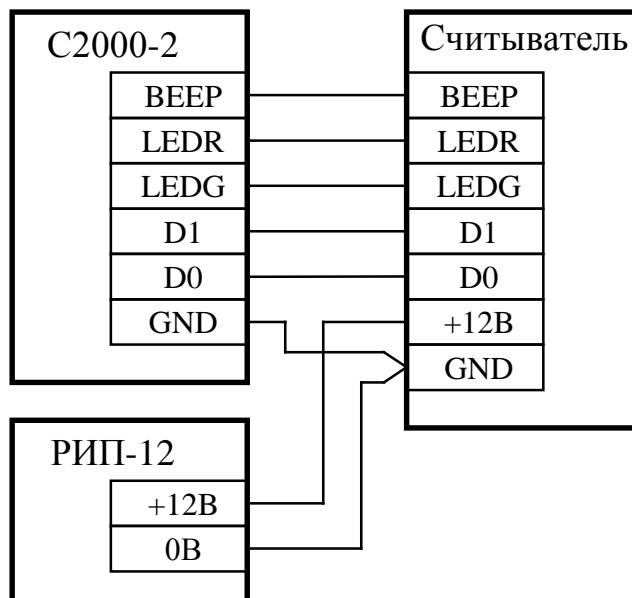 С2000-2
BEEP
LEDR
LEDG
D1
D0
GND
Считыватель
BEEP
LEDR
LEDG
D1
D0
+12В
GND
РИП-12
+12В
0В